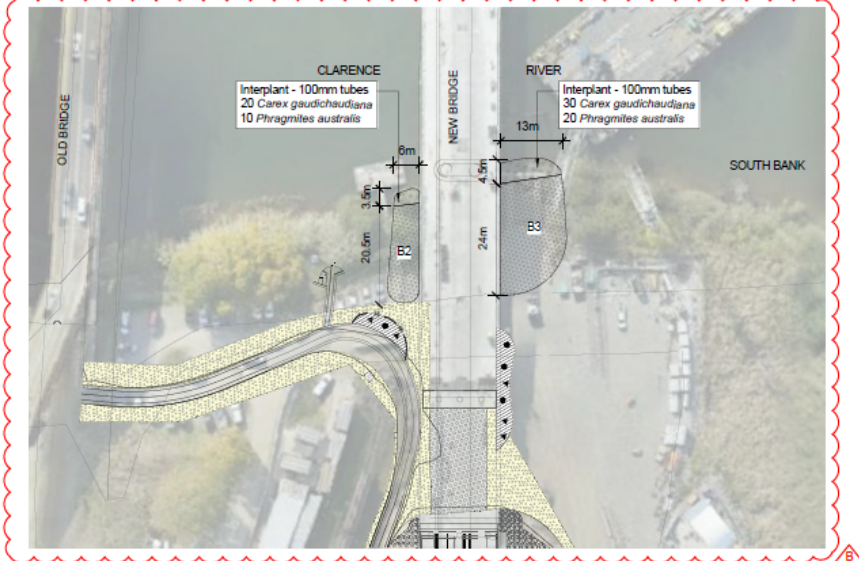 CLARENCE
RIVER
Interplant - 100mm tubes
20 Carex gaudichaudiana
10 Phragmites australis
Interplant - 100mm tubes
30 Carex gaudichaudiana
20 Phragmites australis
OLD BRIDGE
NEW BRIDGE
SOUTH BANK
6m
13m
3.5m
4.5m
20.5m
24m
B2
B3
B